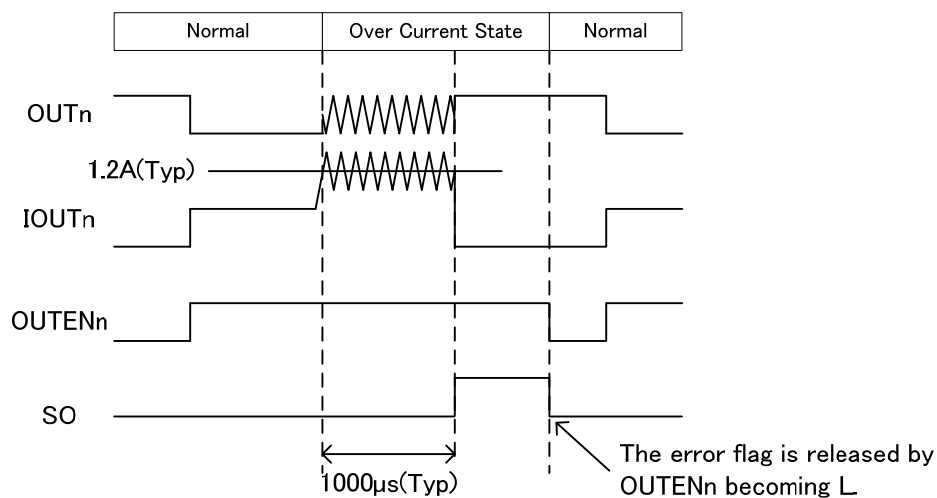 Normal
Over Current State
Normal
OUTn
1.2A(Typ)
IOUTn
OUTENn
SO
1000μs(Typ)
The error flag is released by
OUTENn becoming L.